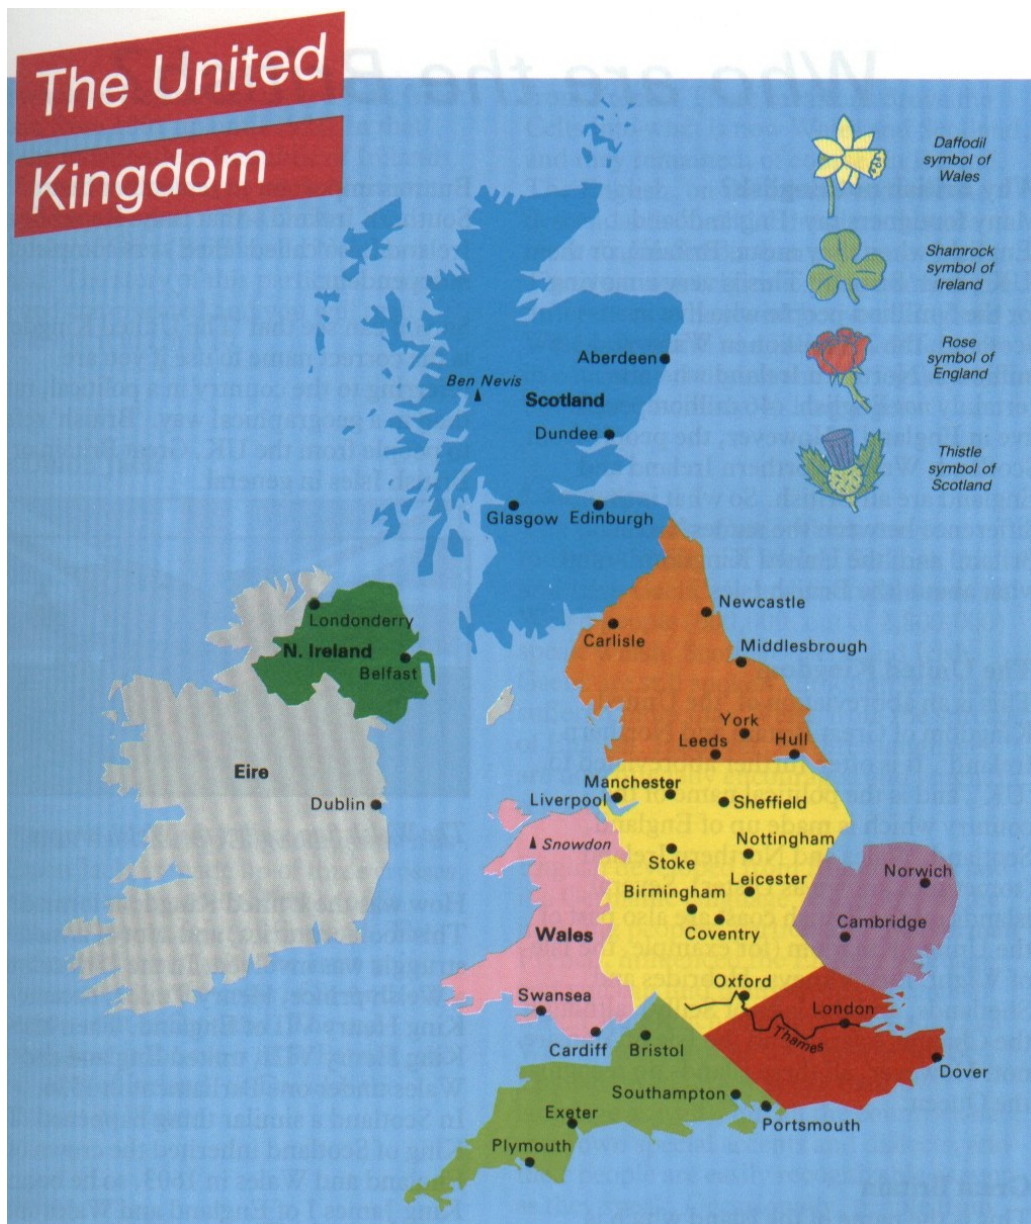 The United
Kingdom
Daffodil
symbol of
Wales
Shamrock
symbol of
Ireland
Rose
symbol of
England
Thistle
symbol of
Scotland
Aberdeen
Ben Nevis
Scotland
Dundee
Glasgow
Edinburgh
Newcastle
Londonderry
Carlisle
N. Ireland
Middlesbrough
Belfast
York
Leeds
Hull
Eire
Manchester
Liverpool
Dublin
Sheffield
Snowdon
Nottingham
Stoke
Norwich
Leicester
Birmingham
Cambridge
Wales
Coventry
Oxford
Swansea
London
Thames
Cardiff
Bristol
Dover
Southampton
Exeter
Portsmouth
Plymouth